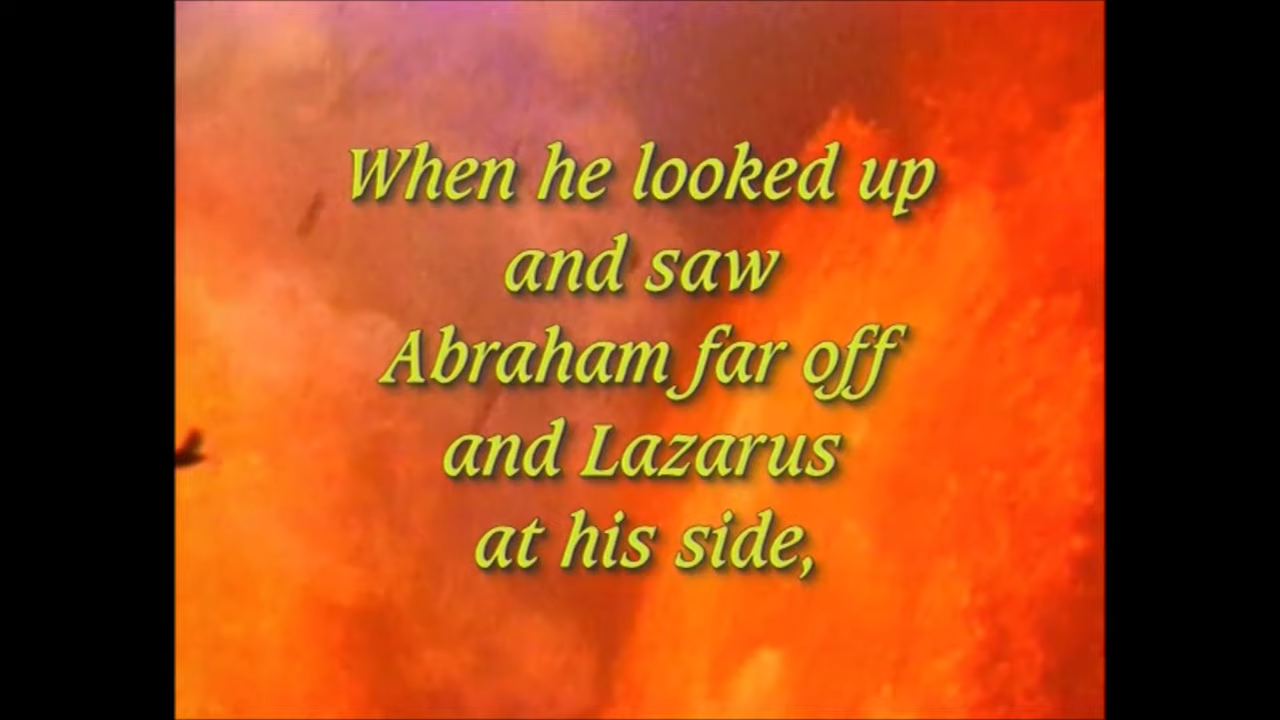 When he looked up
and saw
Abraham far off
and Lazarus
at his side,